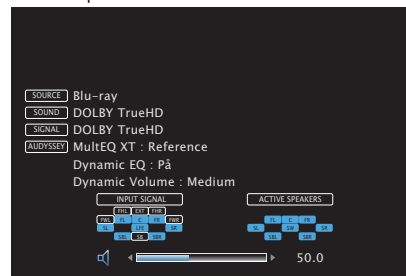 SOURCE Blu-ray
SOUND DOLBY TrueHD
SIGNAL DOLBY TrueHD
AUDYSSEY MultEQ XT : Reference
Dynamic EQ : På
Dynamic Volume : Medium
INPUT SIGNAL ACTIVE SPEAKERS
FHL EXT FHR
FWL FL C FR FWR FL C FR
SL LFE SR SL SW SR
SBL SB SBR SBL SBR
50.0